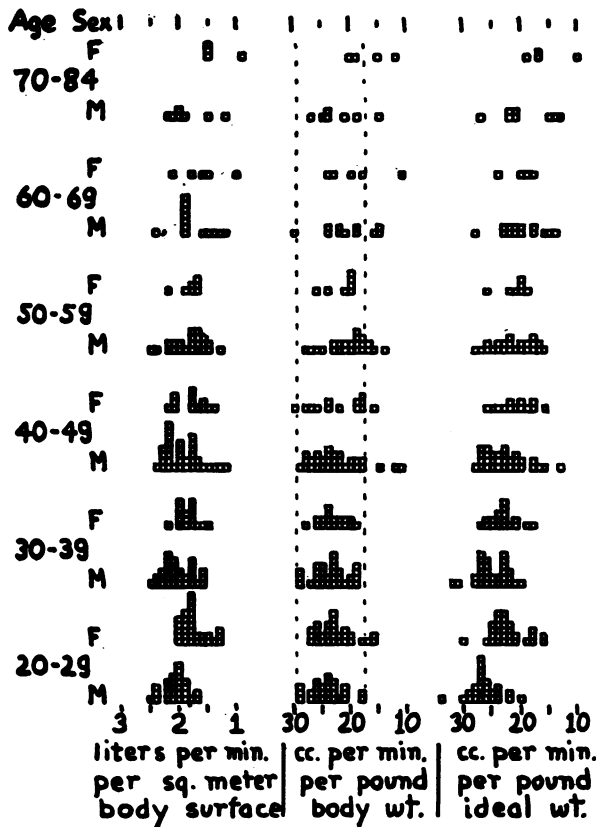 Age Sex
F
70-84
M
F
60-69
M
F
50-59
M
F
40-49
M
F
30-39
M
F
20-29
M
3 2 1 30 20 10 30 20 10
liters per min. cc. per min. cc. per min.
per sq. meter per pound per pound
body surface body wt. ideal wt.